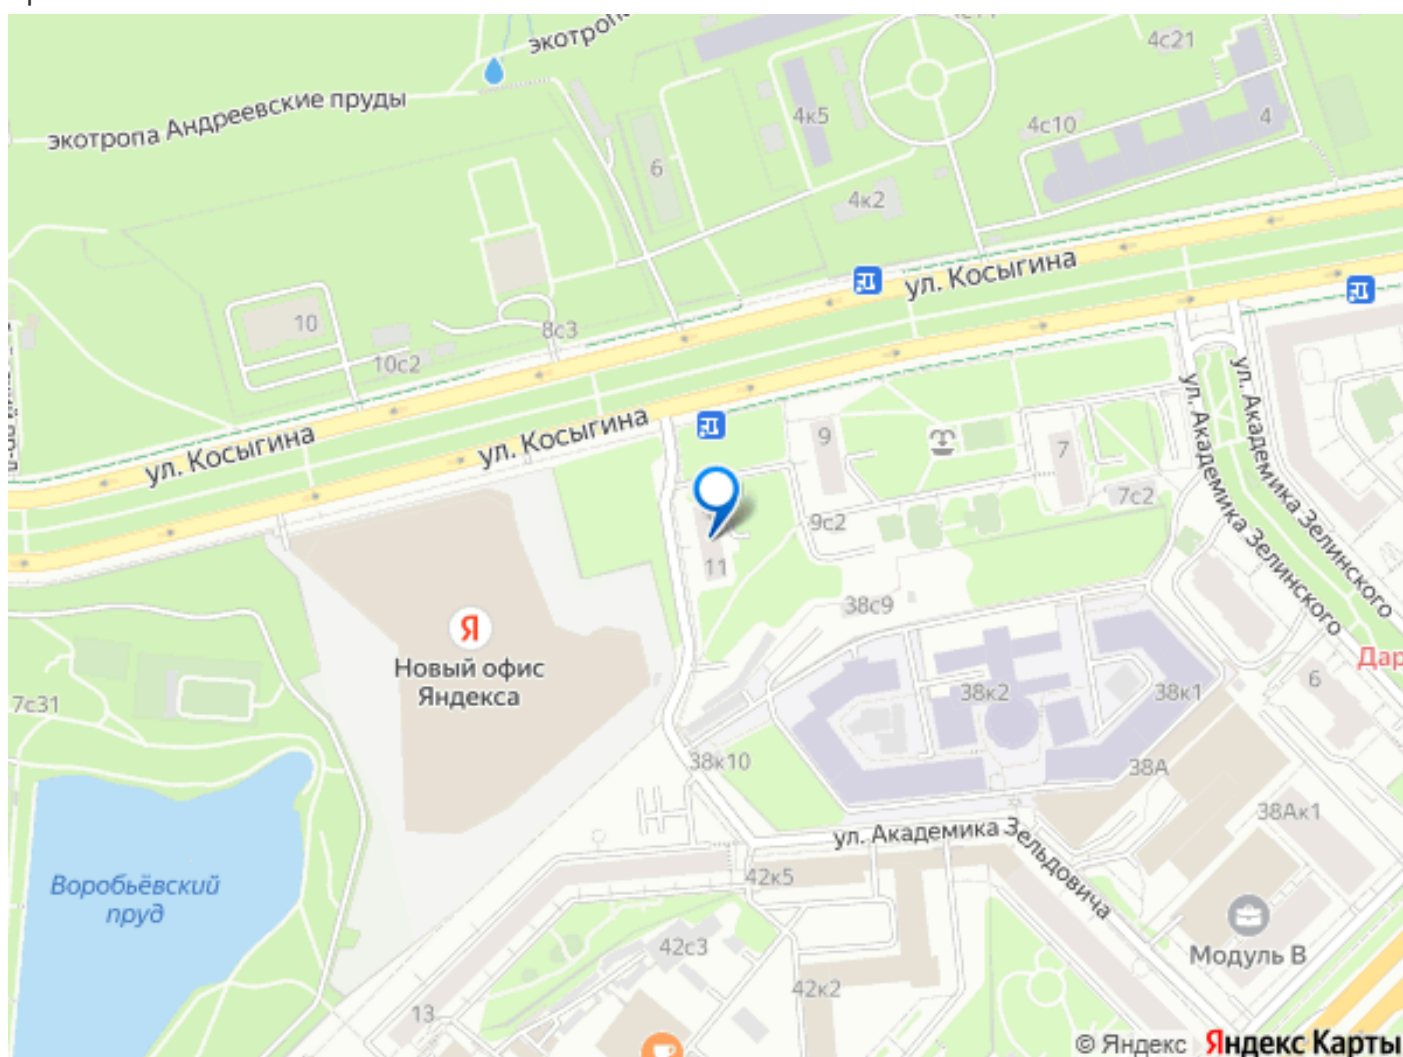 экотропа
4с21
экотропа Андреевские пруды
4к5
4с10
4
6
4к2
ул. Косыгина
10
8с3
10с2
ул. Косыгина
ул. Косыгина
9
7
ул. Академика Зелинского
ул. Академика Зелинского
7с2
9с2
11
38с9
Я
Новый офис
Яндекса
Дар
6
7с31
38к2
38к1
38к10
38А
38Ак1
ул. Академика Зельдовича
Воробьёвский
пруд
42к5
42с3
Модуль В
42к2
13
© Яндекс Яндекс Карты